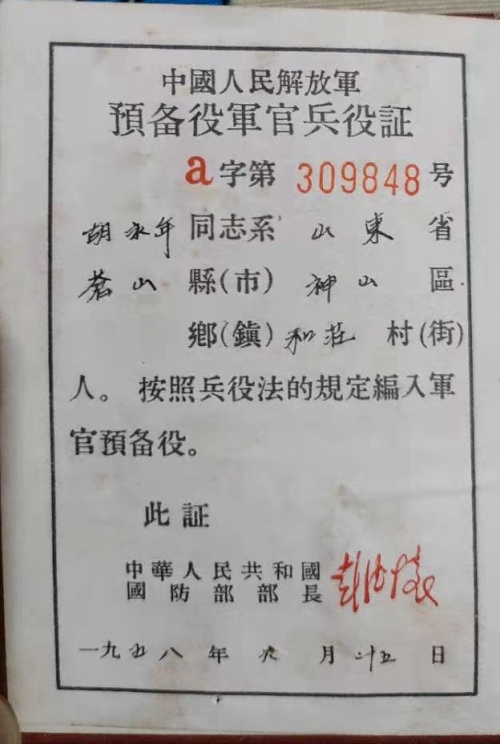 中國人民解放軍
預备役軍官兵役証
a字第 309848 号
胡永年 同志系 山東 省
蒼山 縣(市) 神山 區
鄉(鎮) 和莊 村(街)
人。按照兵役法的規定編入軍
官預备役。
此証
中華人民共和國
國防部部長 彭德懷
一九五八年 九 月 二十五 日